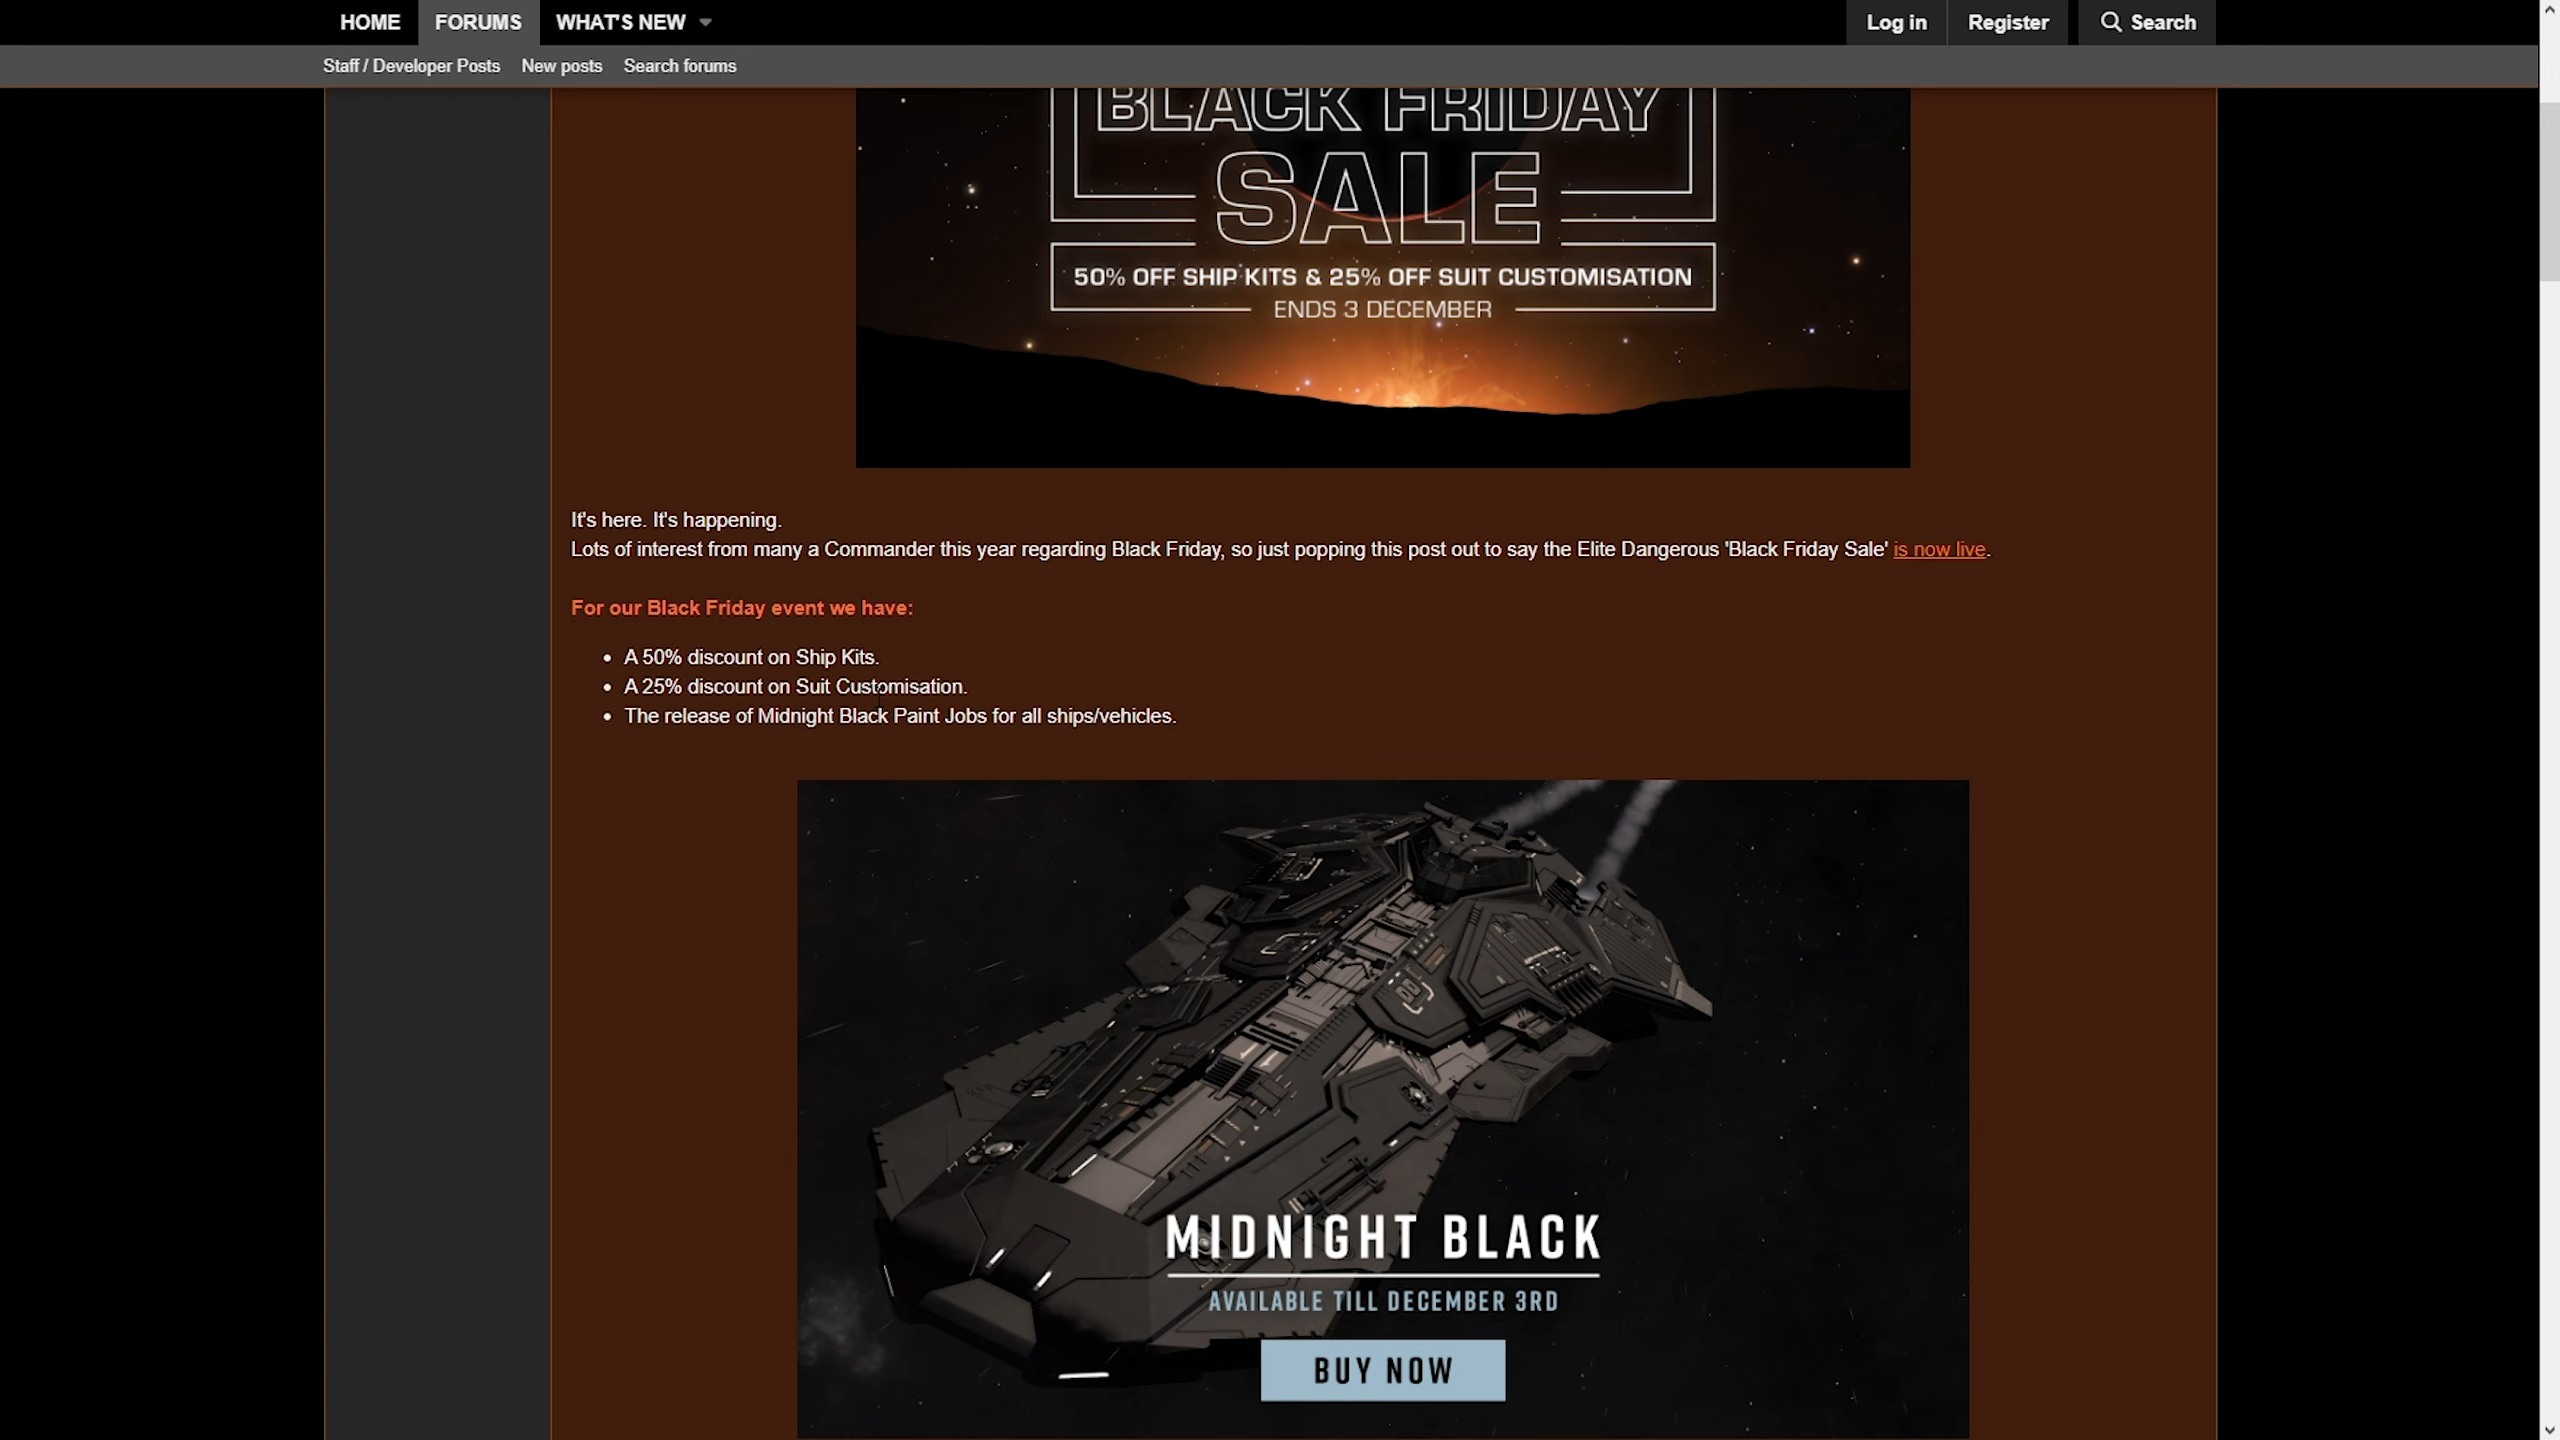 HOME FORUMS WHAT'S NEW Log in Register Search
Staff / Developer Posts New posts Search forums
BLACK FRIDAY
SALE
50% OFF SHIP KITS & 25% OFF SUIT CUSTOMISATION
ENDS 3 DECEMBER
It's here. It's happening.
Lots of interest from many a Commander this year regarding Black Friday, so just popping this post out to say the Elite Dangerous 'Black Friday Sale' is now live.
For our Black Friday event we have:
• A 50% discount on Ship Kits.
• A 25% discount on Suit Customisation.
• The release of Midnight Black Paint Jobs for all ships/vehicles.
MIDNIGHT BLACK
AVAILABLE TILL DECEMBER 3RD
BUY NOW